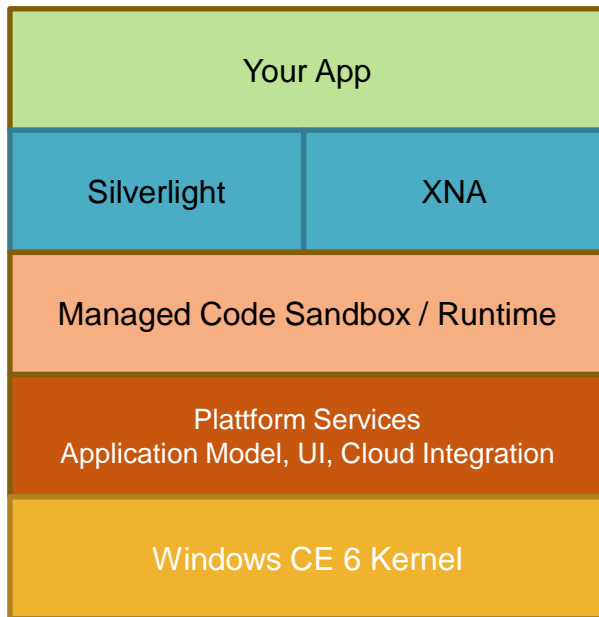 Your App
Silverlight
XNA
Managed Code Sandbox / Runtime
Plattform Services
Application Model, UI, Cloud Integration
Windows CE 6 Kernel